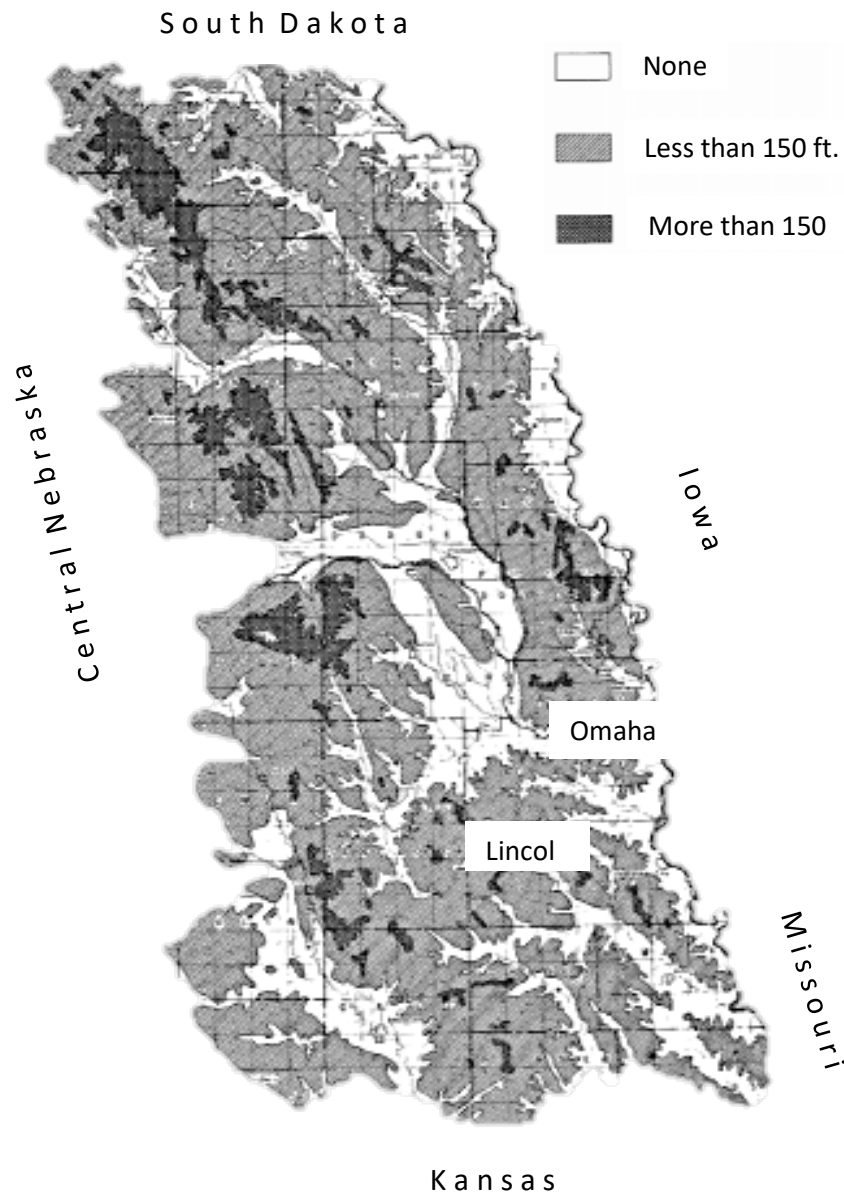 South Dakota
None
Less than 150 ft.
More than 150
Central Nebraska
Iowa
Omaha
Lincol
Missouri
Kansas